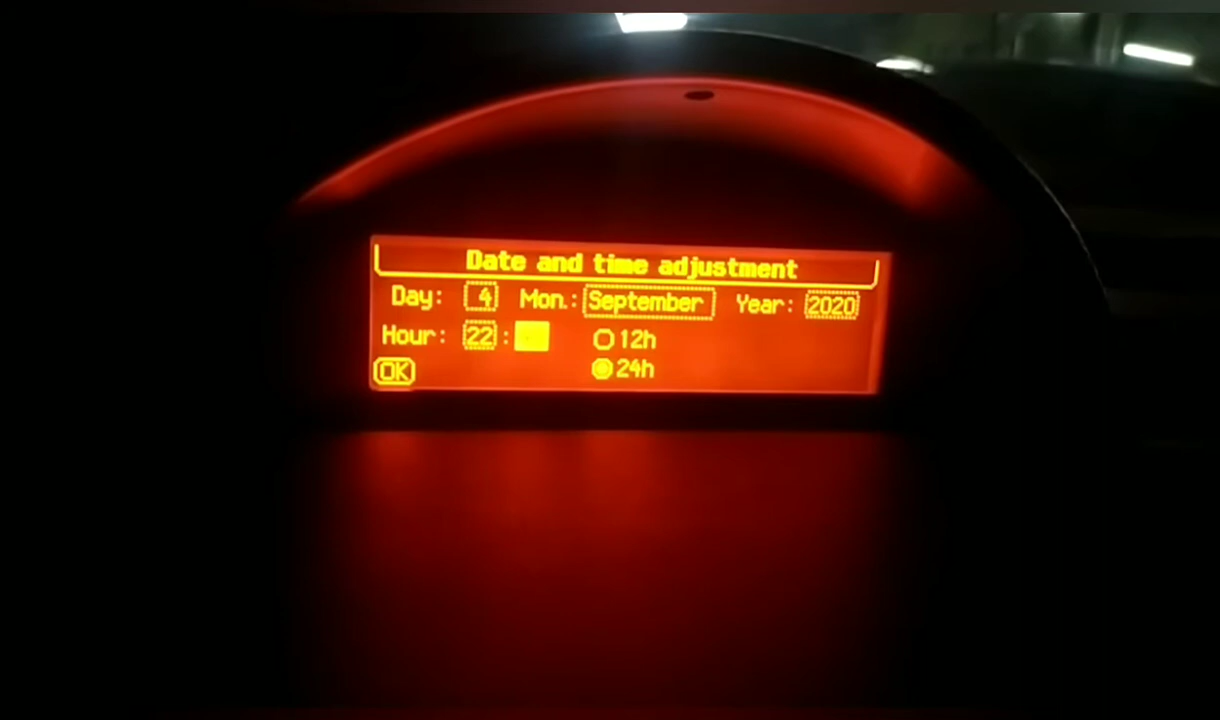 Date and time adjustment
Day: 4 Mon.: September Year: 2020
Hour: 22 : 12h
OK 24h